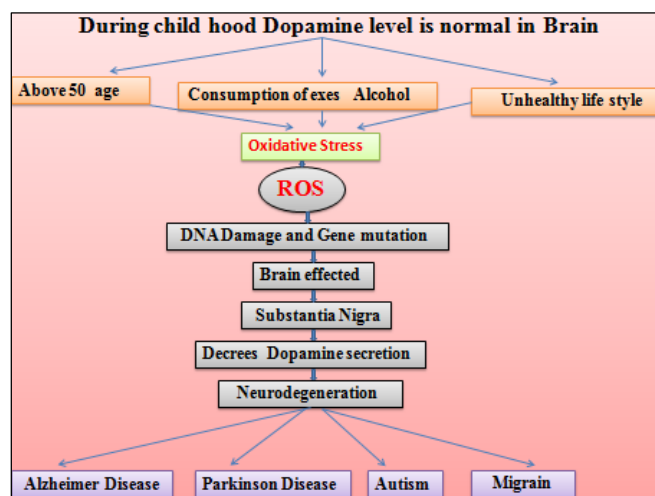 During child hood Dopamine level is normal in Brain
Above 50 age
Consumption of exes Alcohol
Unhealthy life style
Oxidative Stress
ROS
DNA Damage and Gene mutation
Brain effected
Substantia Nigra
Decrees Dopamine secretion
Neurodegeneration
Alzheimer Disease
Parkinson Disease
Autism
Migrain